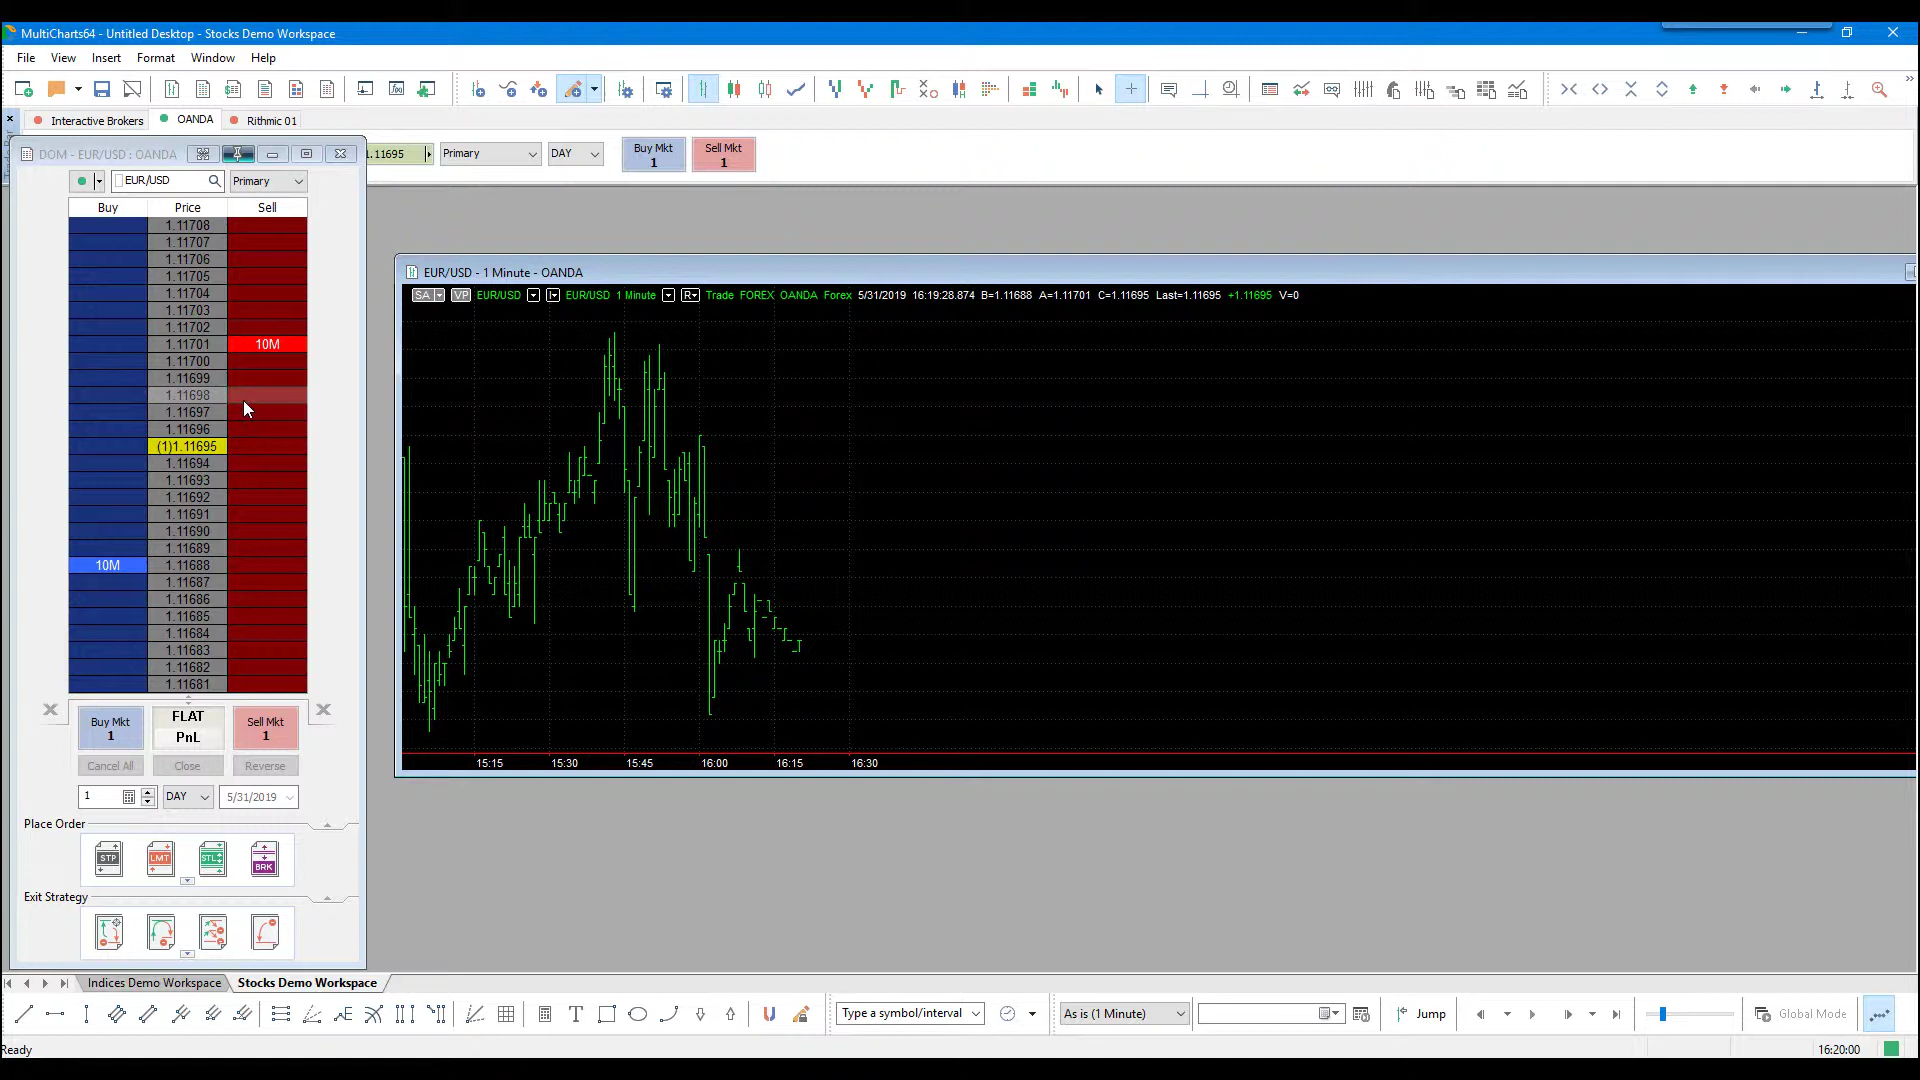 MultiCharts64 - Untitled Desktop - Stocks Demo Workspace
File View Insert Format Window Help
Interactive Brokers OANDA Rithmic 01
DOM - EUR/USD : OANDA
1.11695 Primary DAY Buy Mkt 1 Sell Mkt 1
EUR/USD Primary
Buy Price Sell
1.11708
1.11707
1.11706
1.11705
1.11704
1.11703
1.11702
1.11701 10M
1.11700
1.11699
1.11698
1.11697
1.11696
(1)1.11695
1.11694
1.11693
1.11692
1.11691
1.11690
1.11689
10M 1.11688
1.11687
1.11686
1.11685
1.11684
1.11683
1.11682
1.11681
Buy Mkt 1 FLAT PnL Sell Mkt 1
Cancel All Close Reverse
1 DAY 5/31/2019
Place Order
STP LMT STL BRK
Exit Strategy
EUR/USD - 1 Minute - OANDA
SA VP EUR/USD I EUR/USD 1 Minute R Trade FOREX OANDA Forex 5/31/2019 16:19:28.874 B=1.11688 A=1.11701 C=1.11695 Last=1.11695 +1.11695 V=0
15:15 15:30 15:45 16:00 16:15 16:30
Indices Demo Workspace Stocks Demo Workspace
Type a symbol/interval As is (1 Minute) Jump Global Mode
Ready 16:20:00